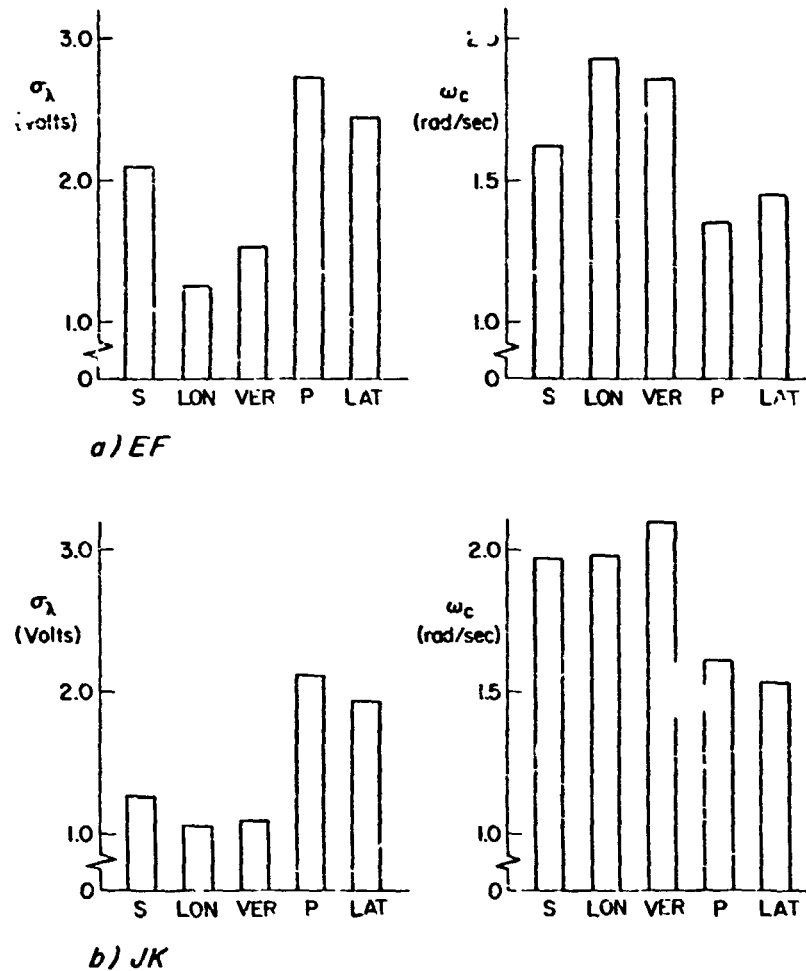 3.0
σλ
(Volts)
2.0
1.0
0
S LON VER P LAT
ωc
(rad/sec)
1.5
1.0
0
S LON VER P LAT
a) EF
3.0
σλ
(Volts)
2.0
1.0
0
S LON VER P LAT
2.0
ωc
(rad/sec)
1.5
1.0
0
S LON VER P LAT
b) JK